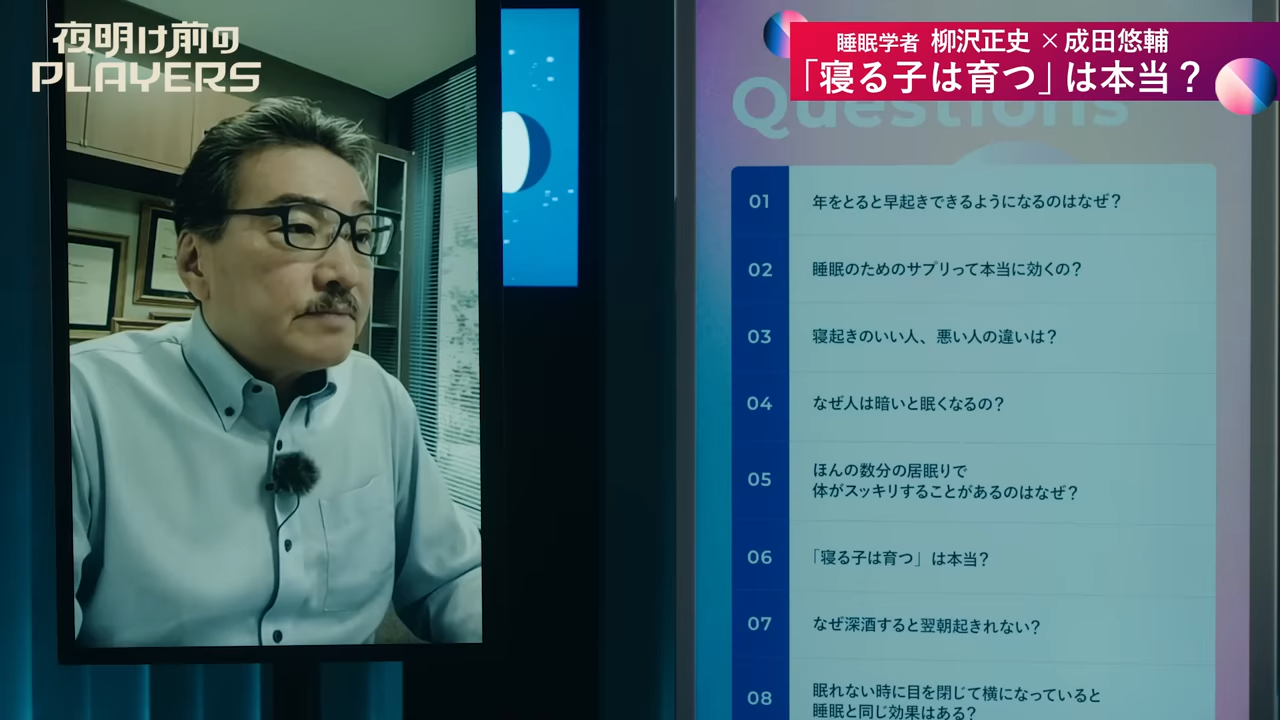 夜明け前の
PLAYERS
睡眠学者 柳沢正史×成田悠輔
「寝る子は育つ」は本当？
Questions
01 年をとると早起きできるようになるのはなぜ？
02 睡眠のためのサプリって本当に効くの？
03 寝起きのいい人、悪い人の違いは？
04 なぜ人は暗いと眠くなるの？
05 ほんの数分の居眠りで
体がスッキリすることがあるのはなぜ？
06 「寝る子は育つ」は本当？
07 なぜ深酒すると翌朝起きれない？
08 眠れない時に目を閉じて横になっていると
睡眠と同じ効果はある？